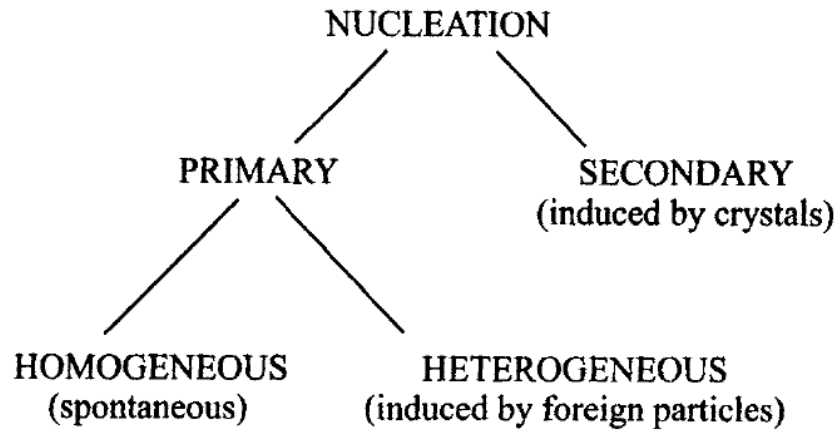 NUCLEATION
PRIMARY
SECONDARY
(induced by crystals)
HOMOGENEOUS
(spontaneous)
HETEROGENEOUS
(induced by foreign particles)